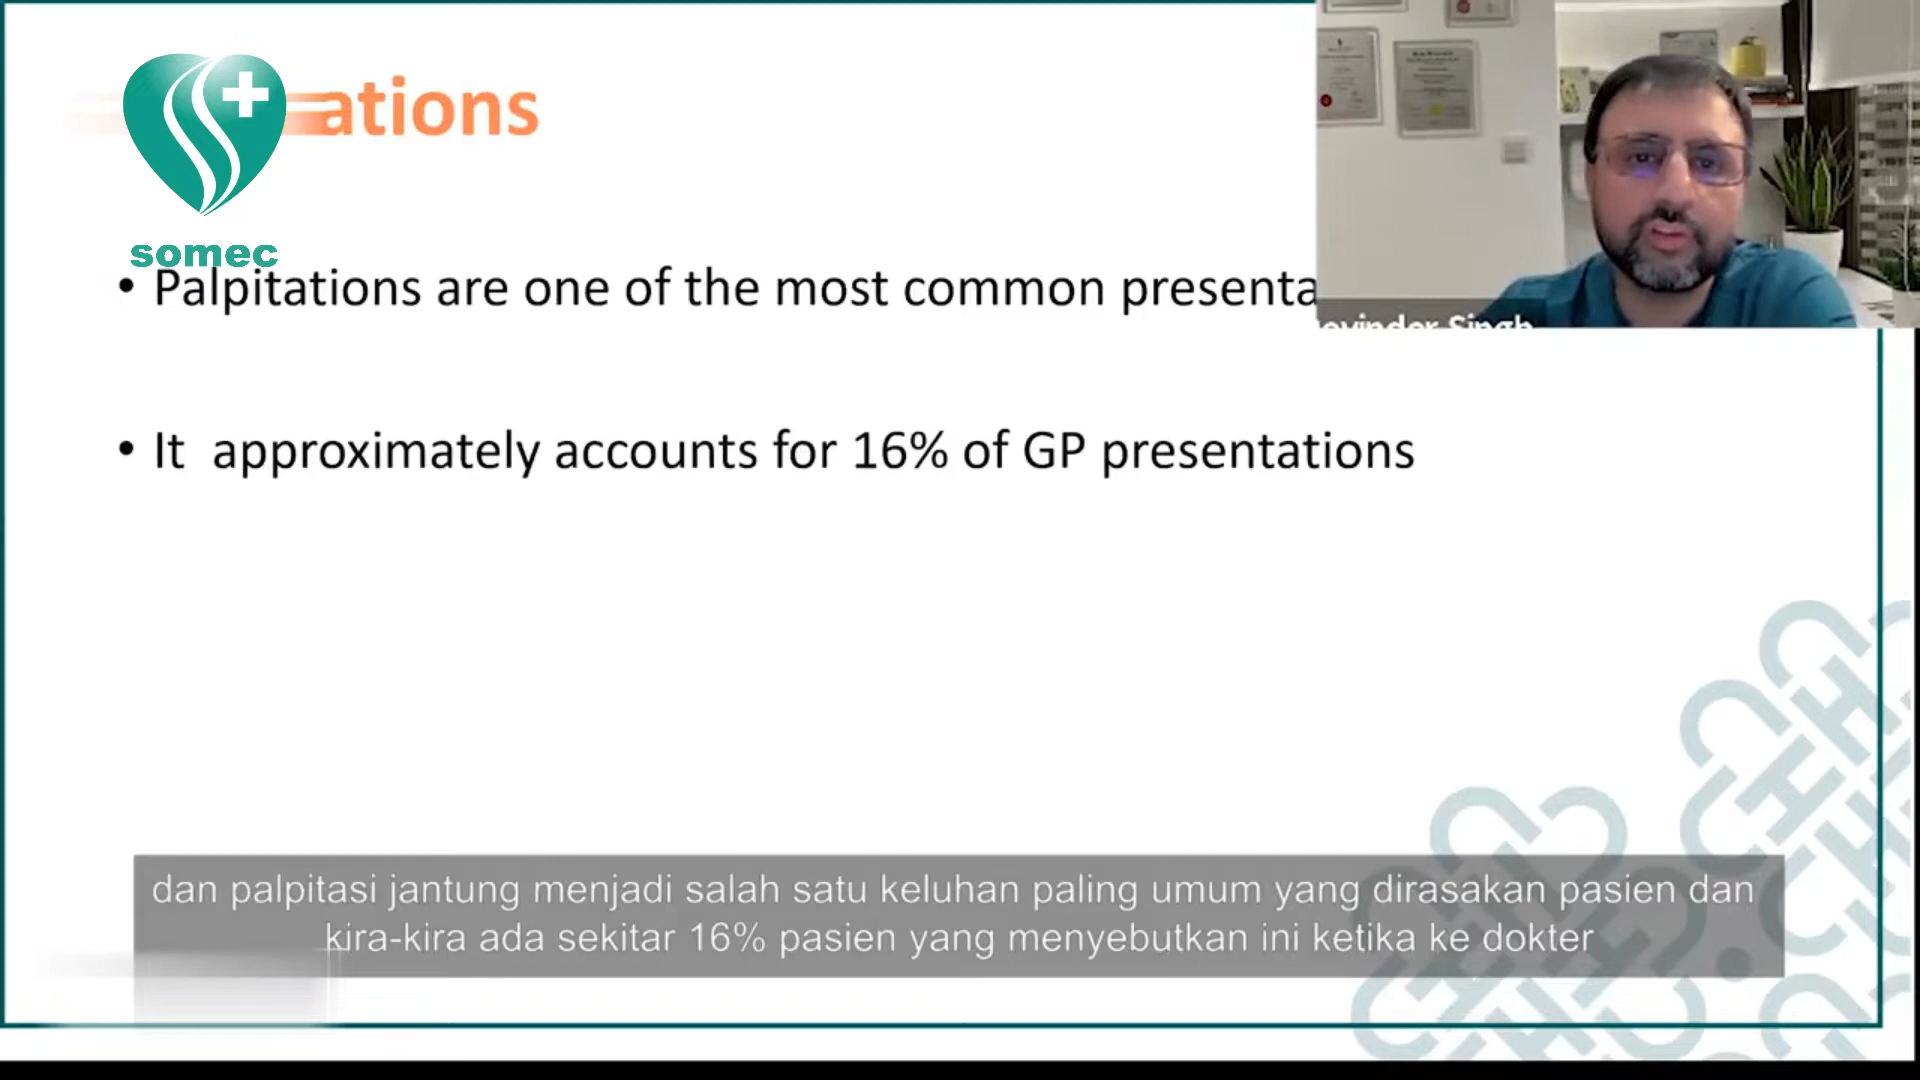 ations
somec
• Palpitations are one of the most common presenta
• It approximately accounts for 16% of GP presentations
Singh
dan palpitasi jantung menjadi salah satu keluhan paling umum yang dirasakan pasien dan
kira-kira ada sekitar 16% pasien yang menyebutkan ini ketika ke dokter